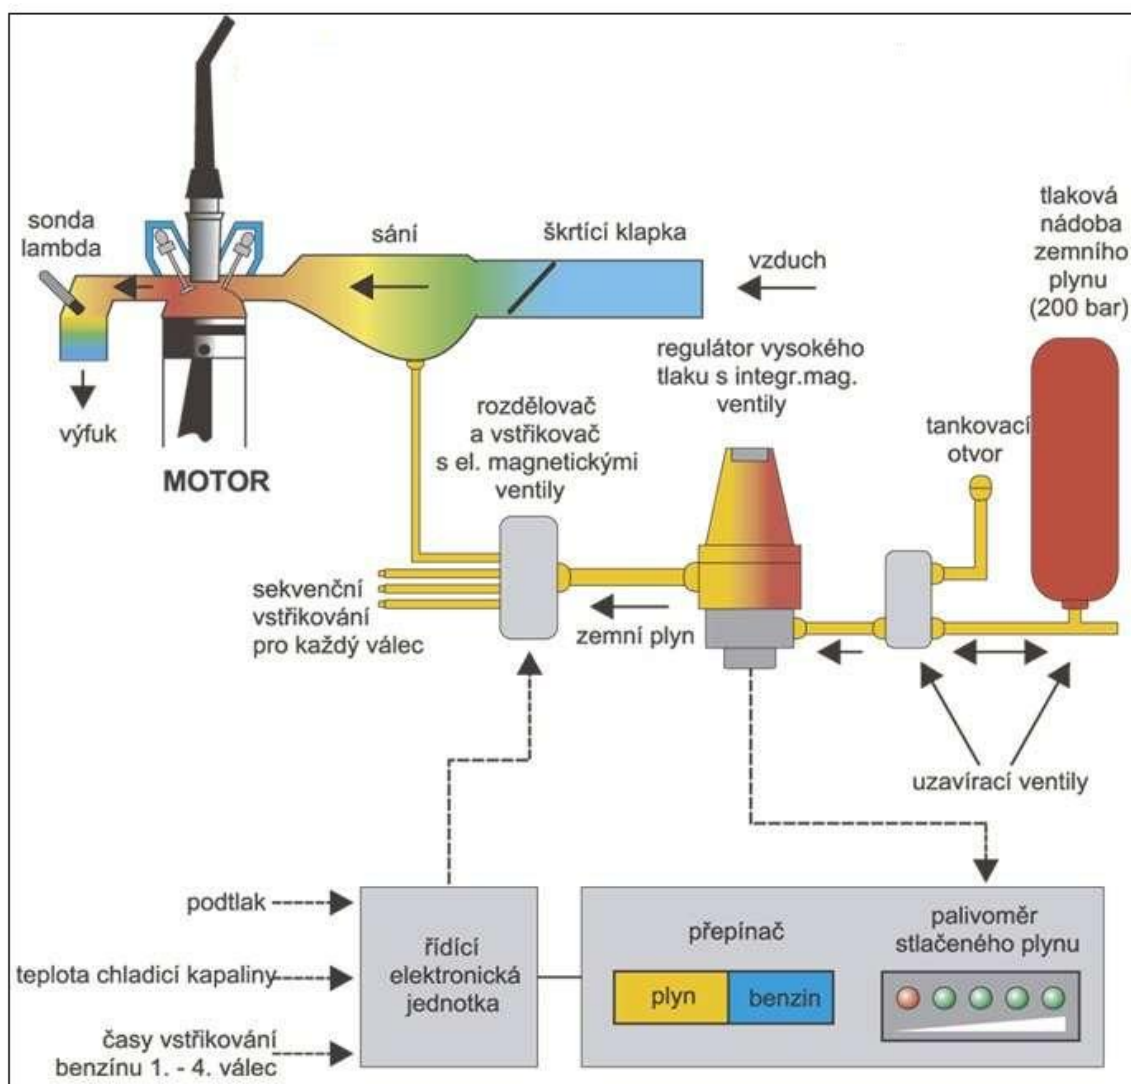 sonda
lambda
sání
škrtící klapka
vzduch
tlaková
nádoba
zemního
plynu
(200 bar)
výfuk
MOTOR
rozdělovač
a vstřikovač
s el. magnetickými
ventily
regulátor vysokého
tlaku s integr.mag.
ventily
tankovací
otvor
sekvenční
vstřikování
pro každý válec
zemní plyn
uzavírací ventily
podtlak
teplota chladicí kapaliny
časy vstřikování
benzínu 1. - 4. válec
řídící
elektronická
jednotka
přepínač
plyn
benzin
palivoměr
stlačeného plynu